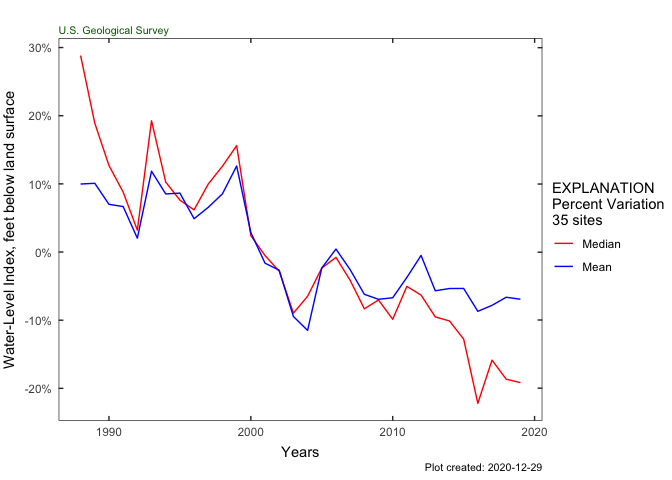 U.S. Geological Survey
30%
20%
10%
0%
-10%
-20%
Water-Level Index, feet below land surface
1990
2000
2010
2020
Years
EXPLANATION
Percent Variation
35 sites
Median
Mean
Plot created: 2020-12-29